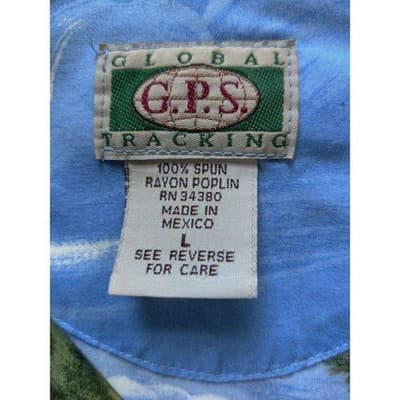 GLOBAL
G.P.S.
TRACKING
100% SPUN
RAYON POPLIN
RN 34380
MADE IN
MEXICO
L
SEE REVERSE
FOR CARE